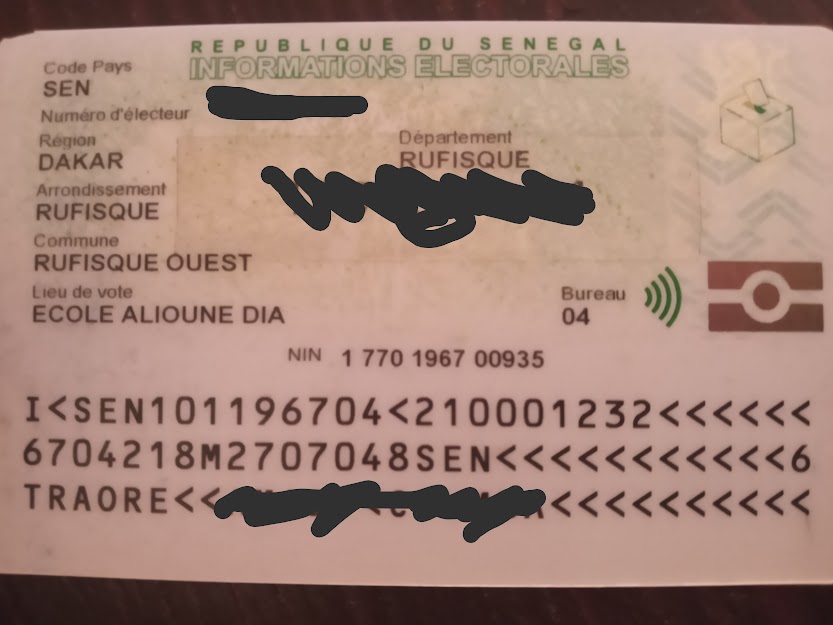 REPUBLIQUE DU SENEGAL
INFORMATIONS ELECTORALES
Code Pays
SEN
Numéro d'électeur
Région Département
DAKAR RUFISQUE
Arrondissement
RUFISQUE
Commune
RUFISQUE OUEST
Lieu de vote Bureau
ECOLE ALIOUNE DIA 04
NIN 1 770 1967 00935
I<SEN101196704<210001232<<<<<<
6704218M2707048SEN<<<<<<<<<<<6
TRAORE<< <<<<<<<<<<